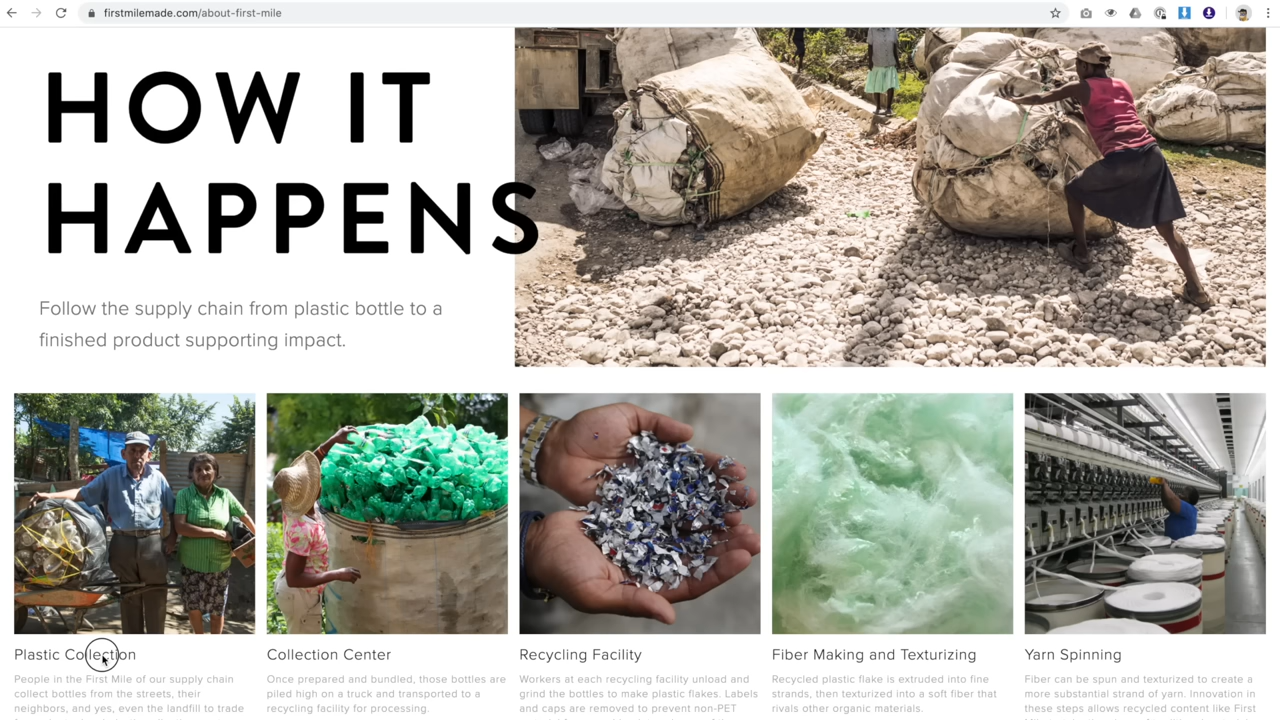 firstmilemade.com/about-first-mile
HOW IT
HAPPENS
Follow the supply chain from plastic bottle to a
finished product supporting impact.
Plastic Collection
People in the First Mile of our supply chain
collect bottles from the streets, their
neighbors, and yes, even the landfill to trade
Collection Center
Once prepared and bundled, those bottles are
piled high on a truck and transported to a
recycling facility for processing.
Recycling Facility
Workers at each recycling facility unload and
grind the bottles to make plastic flakes. Labels
and caps are removed to prevent non-PET
Fiber Making and Texturizing
Recycled plastic flake is extruded into fine
strands, then texturized into a soft fiber that
rivals other organic materials.
Yarn Spinning
Fiber can be spun and texturized to create a
more substantial strand of yarn. Innovation in
these steps allows recycled content like First